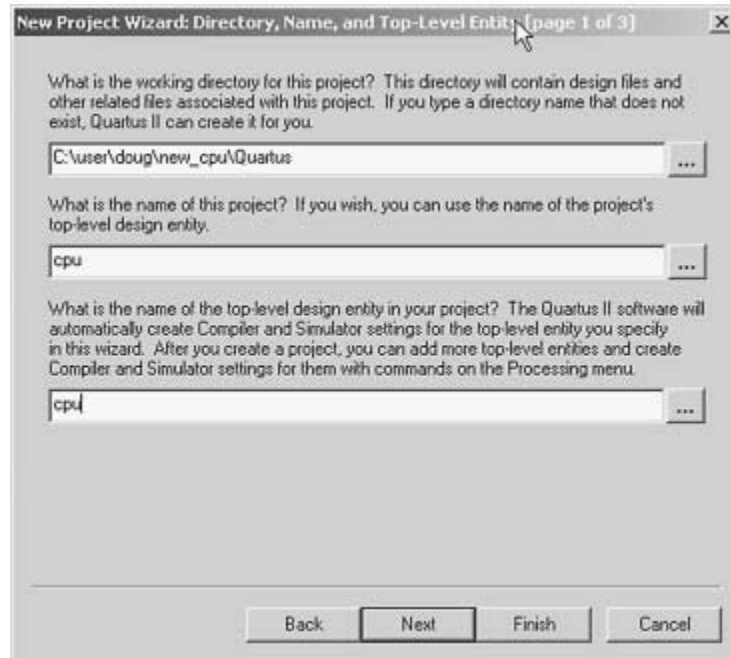 New Project Wizard: Directory, Name, and Top-Level Entity [page 1 of 3]
What is the working directory for this project? This directory will contain design files and
other related files associated with this project. If you type a directory name that does not
exist, Quartus II can create it for you.
C:\user\doug\new_cpu\Quartus
...
What is the name of this project? If you wish, you can use the name of the project's
top-level design entity.
cpu
...
What is the name of the top-level design entity in your project? The Quartus II software will
automatically create Compiler and Simulator settings for the top-level entity you specify
in this wizard. After you create a project, you can add more top-level entities and create
Compiler and Simulator settings for them with commands on the Processing menu.
cpu
...
Back Next Finish Cancel